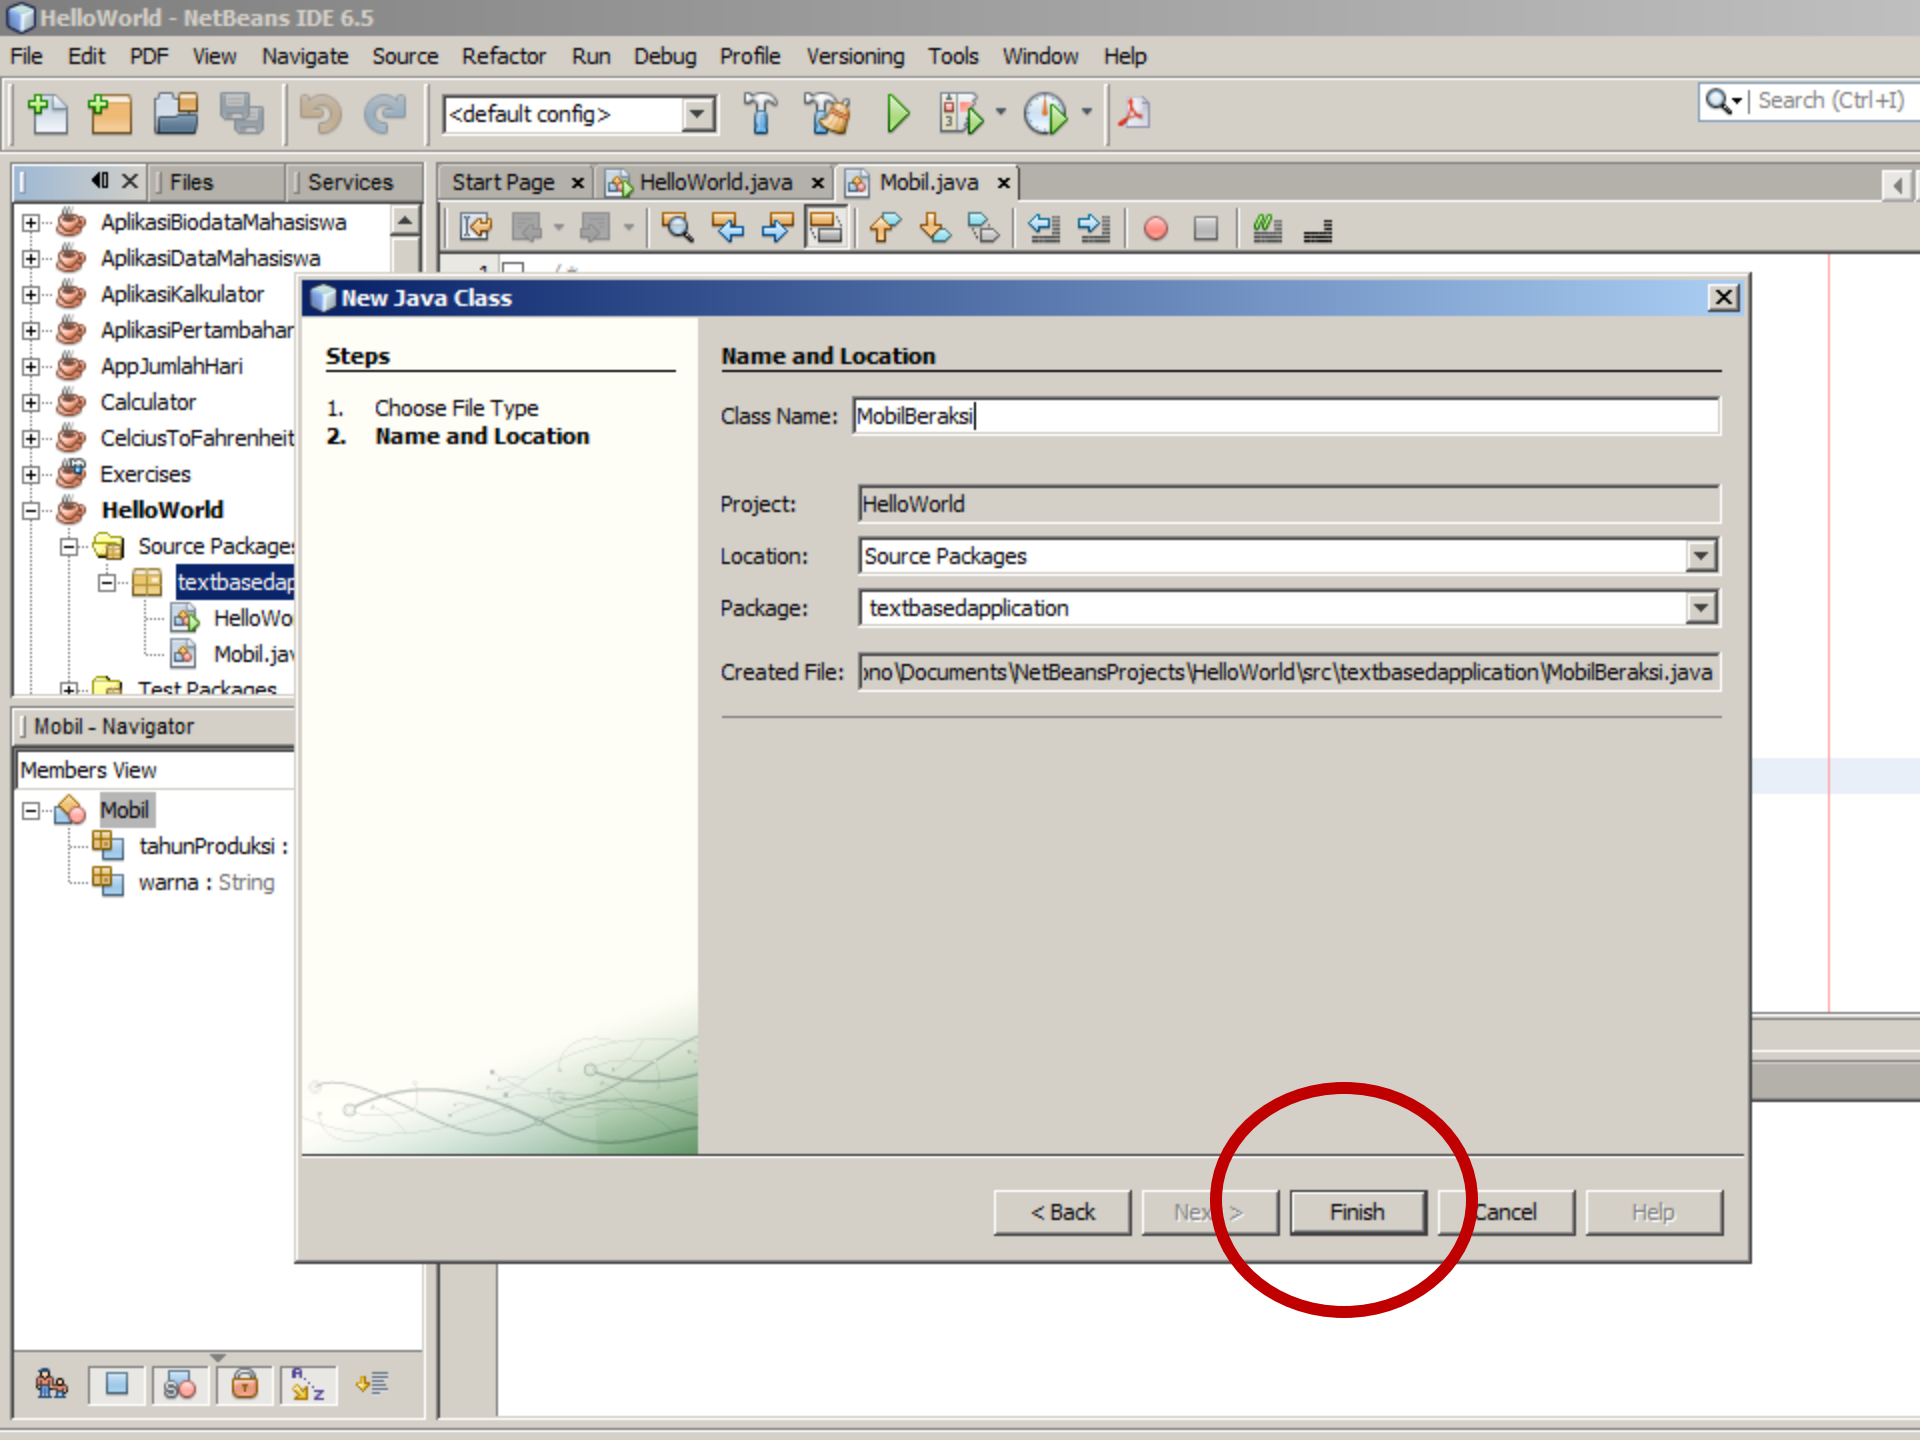 HelloWorld - NetBeans IDE 6.5
File Edit PDF View Navigate Source Refactor Run Debug Profile Versioning Tools Window Help
<default config>
Search (Ctrl+I)
Files Services
Start Page HelloWorld.java Mobil.java
AplikasiBiodataMahasiswa
AplikasiDataMahasiswa
AplikasiKalkulator
AplikasiPertambahar
AppJumlahHari
Calculator
CelciusToFahrenheit
Exercises
HelloWorld
Source Packages
textbasedap
HelloWo
Mobil.jav
Test Packages
Mobil - Navigator
Members View
Mobil
tahunProduksi :
warna : String
1 /*
New Java Class
Steps
1. Choose File Type
2. Name and Location
Name and Location
Class Name: MobilBeraksi
Project: HelloWorld
Location: Source Packages
Package: textbasedapplication
Created File: ono\Documents\NetBeansProjects\HelloWorld\src\textbasedapplication\MobilBeraksi.java
< Back Next > Finish Cancel Help